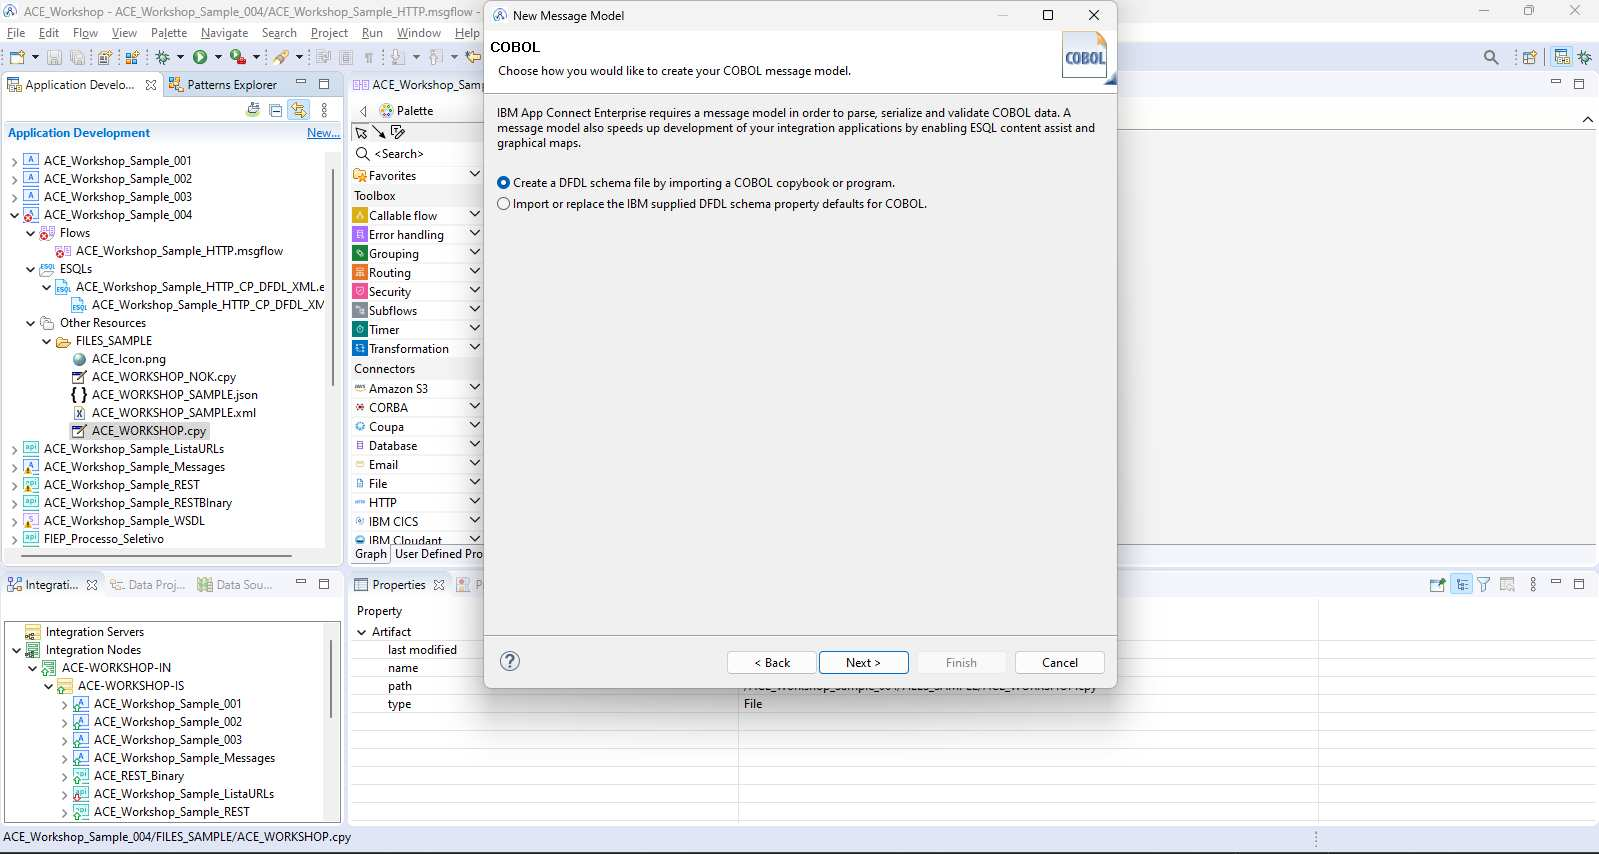 ACE_Workshop - ACE_Workshop_Sample_004/ACE_Workshop_Sample_HTTP.msgflow -
File Edit Flow View Palette Navigate Search Project Run Window Help
Application Develo...
Patterns Explorer
Application Development
New...
ACE_Workshop_Sample_001
ACE_Workshop_Sample_002
ACE_Workshop_Sample_003
ACE_Workshop_Sample_004
Flows
ACE_Workshop_Sample_HTTP.msgflow
ESQLs
ACE_Workshop_Sample_HTTP_CP_DFDL_XML.e
ACE_Workshop_Sample_HTTP_CP_DFDL_XM
Other Resources
FILES_SAMPLE
ACE_Icon.png
ACE_WORKSHOP_NOK.cpy
ACE_WORKSHOP_SAMPLE.json
ACE_WORKSHOP_SAMPLE.xml
ACE_WORKSHOP.cpy
ACE_Workshop_Sample_ListaURLs
ACE_Workshop_Sample_Messages
ACE_Workshop_Sample_REST
ACE_Workshop_Sample_RESTBInary
ACE_Workshop_Sample_WSDL
FIEP_Processo_Seletivo
ACE_Workshop_Sam
Palette
<Search>
Favorites
Toolbox
Callable flow
Error handling
Grouping
Routing
Security
Subflows
Timer
Transformation
Connectors
Amazon S3
CORBA
Coupa
Database
Email
File
HTTP
IBM CICS
IBM Cloudant
Graph User Defined Pro
New Message Model
COBOL
Choose how you would like to create your COBOL message model.
COBOL
IBM App Connect Enterprise requires a message model in order to parse, serialize and validate COBOL data. A
message model also speeds up development of your integration applications by enabling ESQL content assist and
graphical maps.
Create a DFDL schema file by importing a COBOL copybook or program.
Import or replace the IBM supplied DFDL schema property defaults for COBOL.
< Back
Next >
Finish
Cancel
Integrati...
Data Proj...
Data Sou...
Integration Servers
Integration Nodes
ACE-WORKSHOP-IN
ACE-WORKSHOP-IS
ACE_Workshop_Sample_001
ACE_Workshop_Sample_002
ACE_Workshop_Sample_003
ACE_Workshop_Sample_Messages
ACE_REST_Binary
ACE_Workshop_Sample_ListaURLs
ACE_Workshop_Sample_REST
Properties
P
Property
Artifact
last modified
name
path
/ACE_Workshop_Sample_004/FILES_SAMPLE/ACE_WORKSHOP.cpy
type
File
ACE_Workshop_Sample_004/FILES_SAMPLE/ACE_WORKSHOP.cpy